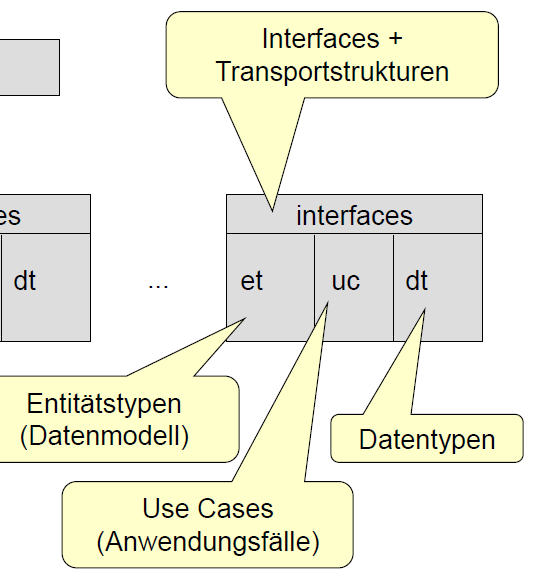 Interfaces +
Transportstrukturen
es
interfaces
dt
...
et
uc
dt
Entitätstypen
(Datenmodell)
Datentypen
Use Cases
(Anwendungsfälle)